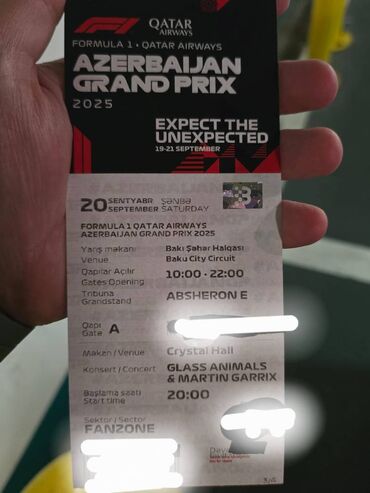 F1
QATAR
AIRWAYS
FORMULA 1 • QATAR AIRWAYS
AZERBAIJAN
GRAND PRIX
2025
EXPECT THE
UNEXPECTED
19-21 SEPTEMBER
20 SENTYABR ŞƏNBƏ
SEPTEMBER SATURDAY
FORMULA 1 QATAR AIRWAYS
AZERBAIJAN GRAND PRIX 2025
Yarış məkanı Bakı Şəhər Halqası
Venue Baku City Circuit
Qapılar Açılır 10:00 • 22:00
Gates Opening
Tribuna ABSHERON E
Grandstand
Qapı A
Gate
Məkan / Venue Crystal Hall
Konsert / Concert GLASS ANIMALS
& MARTIN GARRIX
Başlama saatı 20:00
Start time
Sektor / Sector
FANZONE